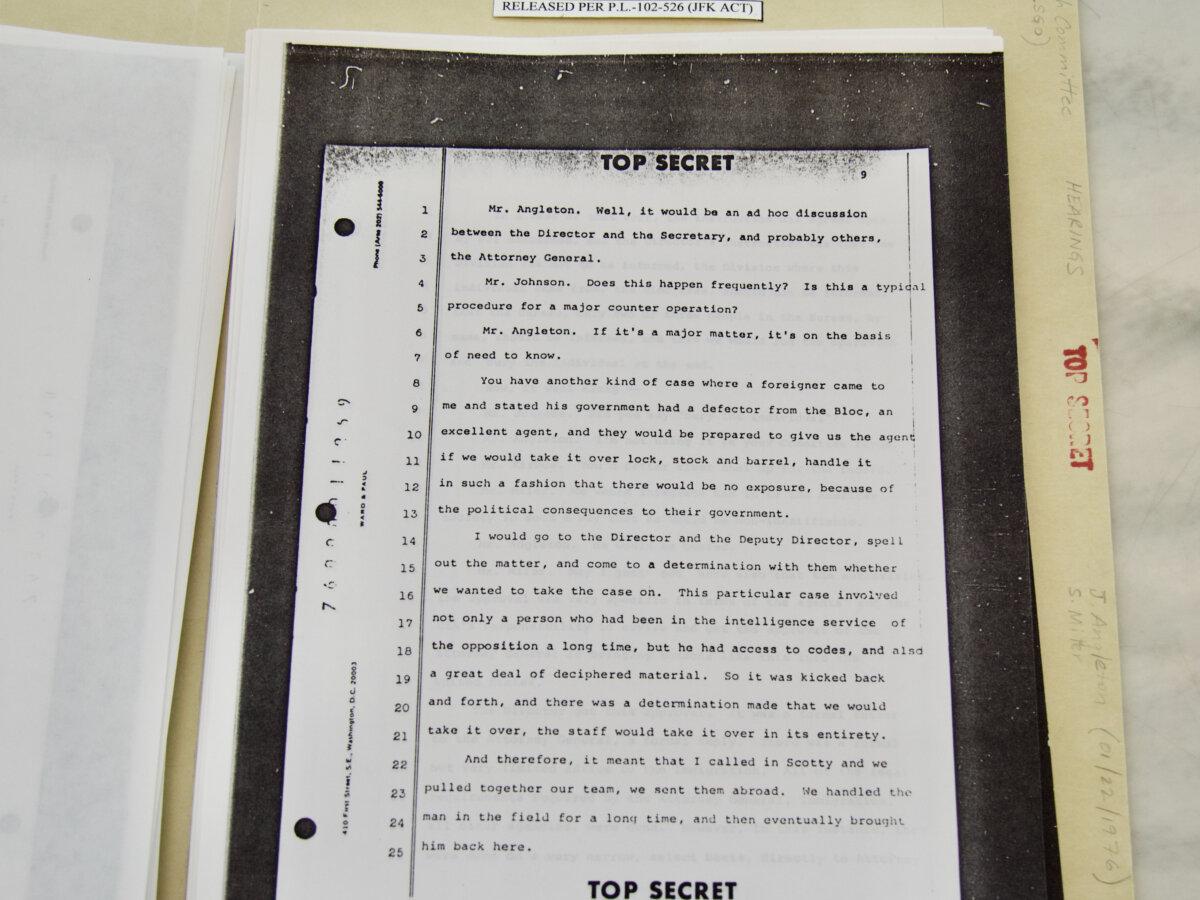 RELEASED PER P.L.-102-526 (JFK ACT)
TOP SECRET
9
1 Mr. Angleton. Well, it would be an ad hoc discussion
2 between the Director and the Secretary, and probably others,
3 the Attorney General.
4 Mr. Johnson. Does this happen frequently? Is this a typical
5 procedure for a major counter operation?
6 Mr. Angleton. If it's a major matter, it's on the basis
7 of need to know.
8 You have another kind of case where a foreigner came to
9 me and stated his government had a defector from the Bloc, an
10 excellent agent, and they would be prepared to give us the agent
11 if we would take it over lock, stock and barrel, handle it
12 in such a fashion that there would be no exposure, because of
13 the political consequences to their government.
14 I would go to the Director and the Deputy Director, spell
15 out the matter, and come to a determination with them whether
16 we wanted to take the case on. This particular case involved
17 not only a person who had been in the intelligence service of
18 the opposition a long time, but he had access to codes, and also
19 a great deal of deciphered material. So it was kicked back
20 and forth, and there was a determination made that we would
21 take it over, the staff would take it over in its entirety.
22 And therefore, it meant that I called in Scotty and we
23 pulled together our team, we sent them abroad. We handled the
24 man in the field for a long time, and then eventually brought
25 him back here.
TOP SECRET
Phone (Area 202) 544-6000
WARD & PAUL
410 First Street, S.E., Washington, D.C. 20003
Committee HEARINGS
TOP SECRET
J. Angleton (01/22/1976)